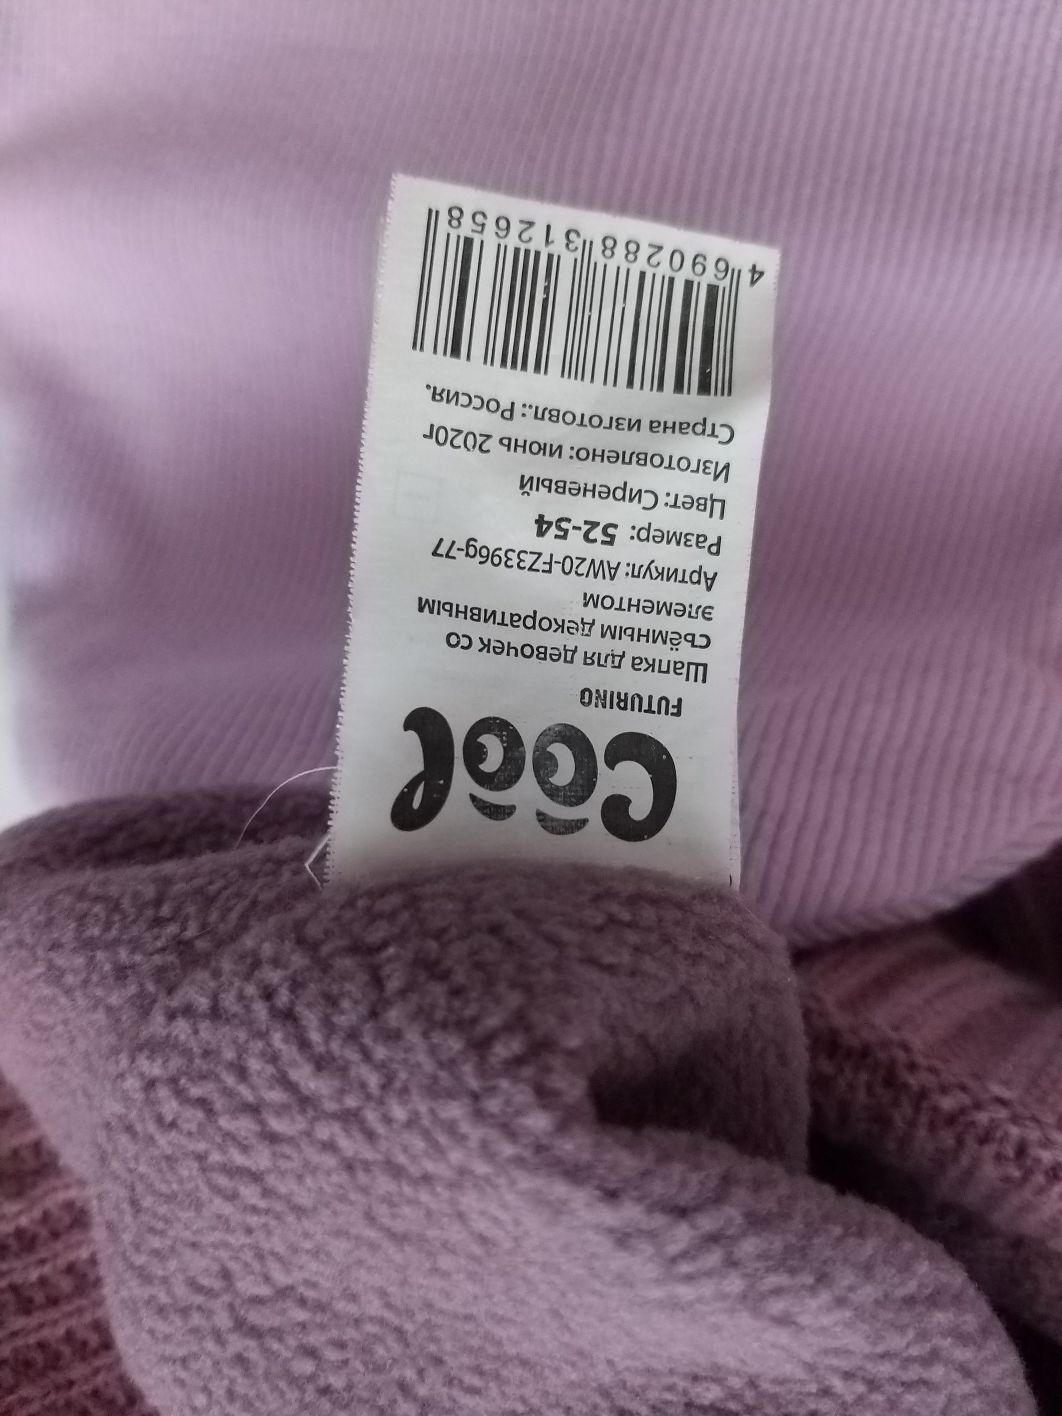 Cool
FUTURINO
Шапка для девочек со
съёмным декоративным
элементом
Артикул: AW20-FZ3396g-77
Размер: 52-54
Цвет: Сиреневый
Изготовлено: июнь 2020г
Страна изготовл.: Россия.
4 690288 312658